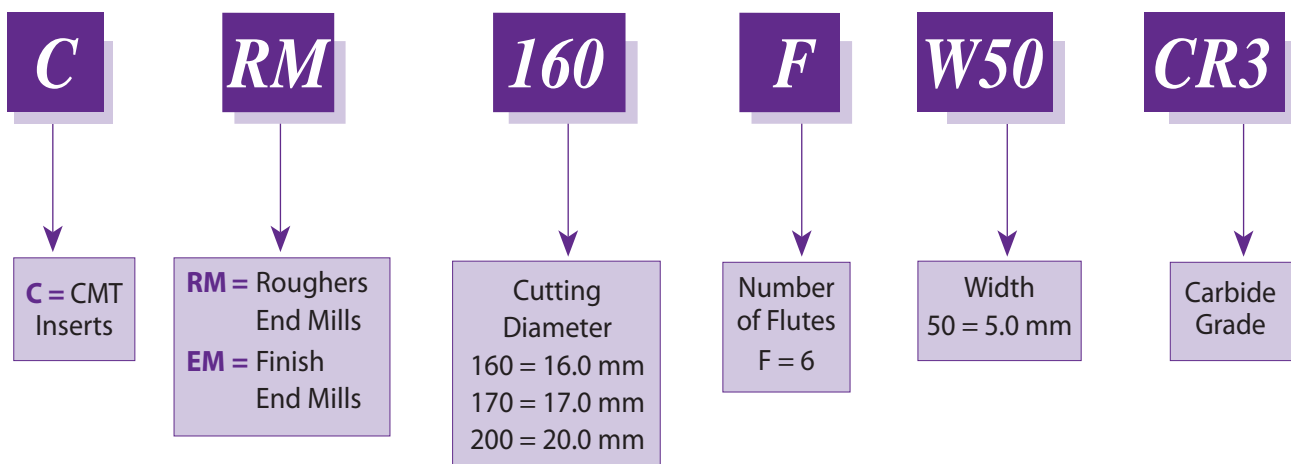 C RM 160 F W50 CR3
C = CMT
Inserts
RM = Roughers
End Mills
EM = Finish
End Mills
Cutting
Diameter
160 = 16.0 mm
170 = 17.0 mm
200 = 20.0 mm
Number
of Flutes
F = 6
Width
50 = 5.0 mm
Carbide
Grade